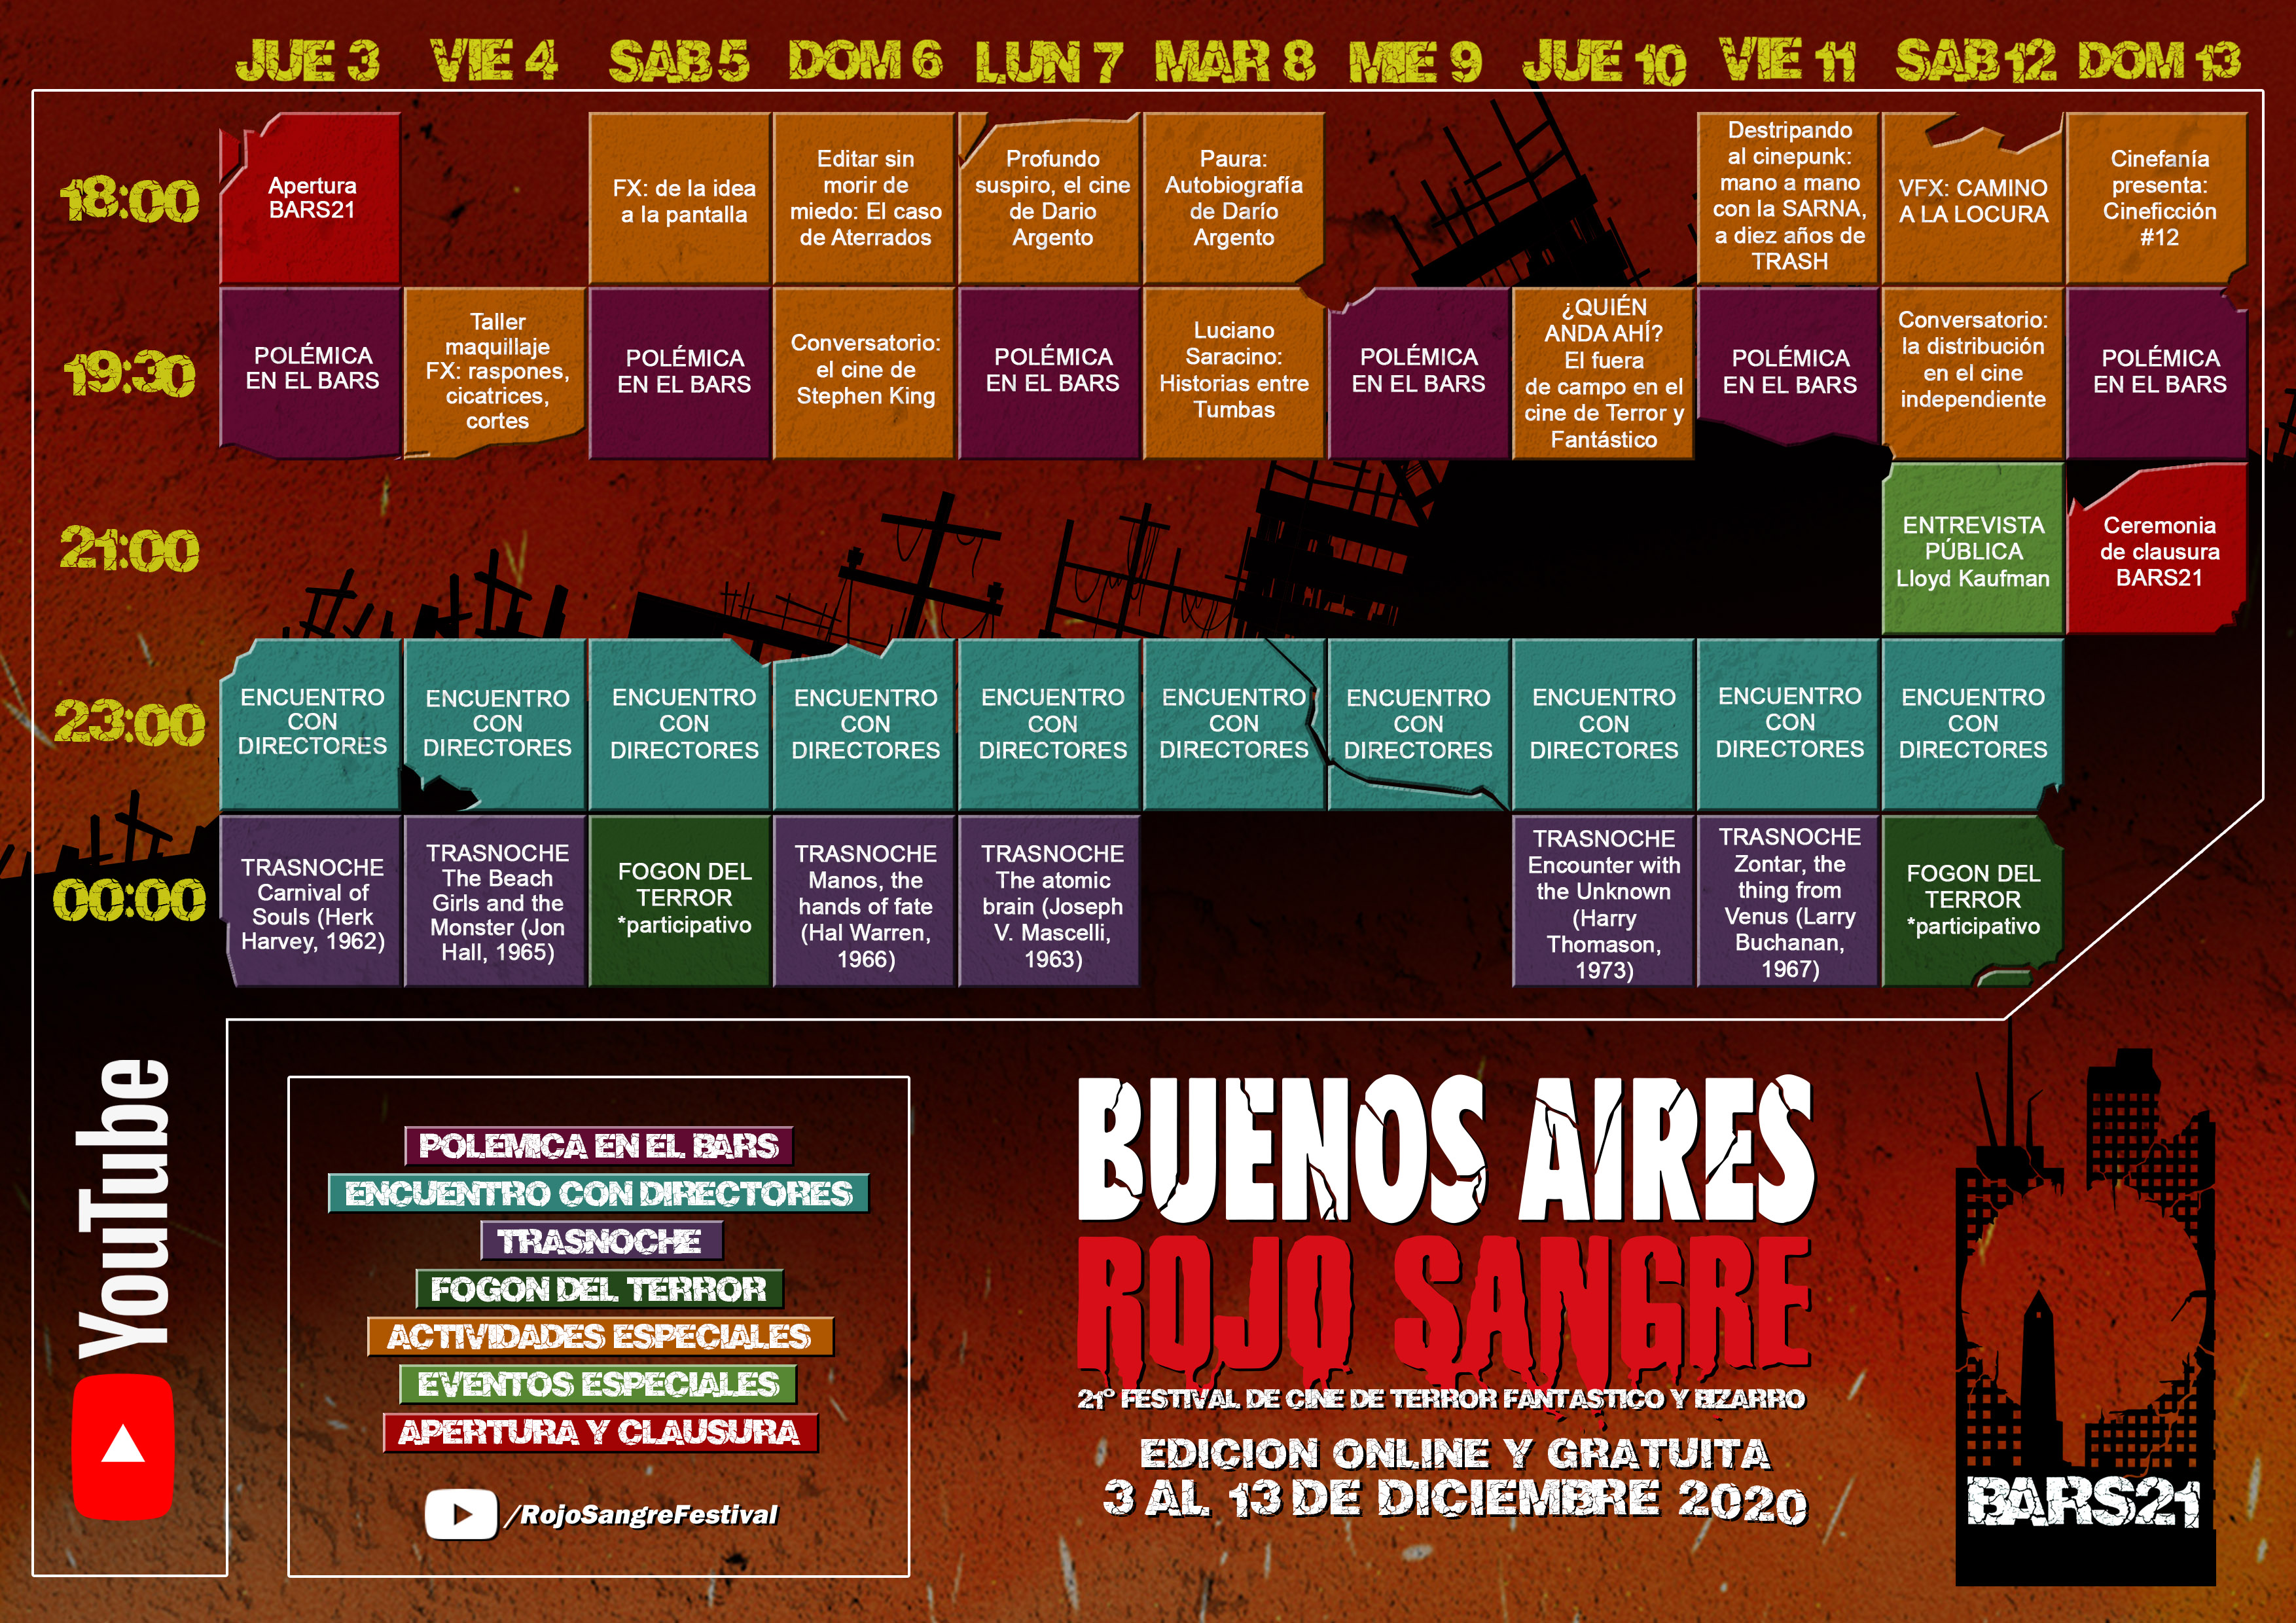 JUE 3 VIE 4 SAB 5 DOM 6 LUN 7 MAR 8 MIE 9 JUE 10 VIE 11 SAB 12 DOM 13
18:00
Apertura
BARS21
FX: de la idea
a la pantalla
Editar sin
morir de
miedo: El caso
de Aterrados
Profundo
suspiro, el cine
de Dario
Argento
Paura:
Autobiografía
de Darío
Argento
Destripando
al cinepunk:
mano a mano
con la SARNA,
a diez años de
TRASH
VFX: CAMINO
A LA LOCURA
Cinefanía
presenta:
Cineficción
#12
19:30
POLÉMICA
EN EL BARS
Taller
maquillaje
FX: raspones,
cicatrices,
cortes
POLÉMICA
EN EL BARS
Conversatorio:
el cine de
Stephen King
POLÉMICA
EN EL BARS
Luciano
Saracino:
Historias entre
Tumbas
POLÉMICA
EN EL BARS
¿QUIÉN
ANDA AHÍ?
El fuera
de campo en el
cine de Terror y
Fantástico
POLÉMICA
EN EL BARS
Conversatorio:
la distribución
en el cine
independiente
POLÉMICA
EN EL BARS
21:00
ENTREVISTA
PÚBLICA
Lloyd Kaufman
Ceremonia
de clausura
BARS21
23:00
ENCUENTRO
CON
DIRECTORES
ENCUENTRO
CON
DIRECTORES
ENCUENTRO
CON
DIRECTORES
ENCUENTRO
CON
DIRECTORES
ENCUENTRO
CON
DIRECTORES
ENCUENTRO
CON
DIRECTORES
ENCUENTRO
CON
DIRECTORES
ENCUENTRO
CON
DIRECTORES
ENCUENTRO
CON
DIRECTORES
ENCUENTRO
CON
DIRECTORES
00:00
TRASNOCHE
Carnival of
Souls (Herk
Harvey, 1962)
TRASNOCHE
The Beach
Girls and the
Monster (Jon
Hall, 1965)
FOGON DEL
TERROR
*participativo
TRASNOCHE
Manos, the
hands of fate
(Hal Warren,
1966)
TRASNOCHE
The atomic
brain (Joseph
V. Mascelli,
1963)
TRASNOCHE
Encounter with
the Unknown
(Harry
Thomason,
1973)
TRASNOCHE
Zontar, the
thing from
Venus (Larry
Buchanan,
1967)
FOGON DEL
TERROR
*participativo
YouTube
POLEMICA EN EL BARS
ENCUENTRO CON DIRECTORES
TRASNOCHE
FOGON DEL TERROR
ACTIVIDADES ESPECIALES
EVENTOS ESPECIALES
APERTURA Y CLAUSURA
/RojoSangreFestival
BUENOS AIRES
ROJO SANGRE
21º FESTIVAL DE CINE DE TERROR FANTASTICO Y BIZARRO
EDICION ONLINE Y GRATUITA
3 AL 13 DE DICIEMBRE 2020
BARS21